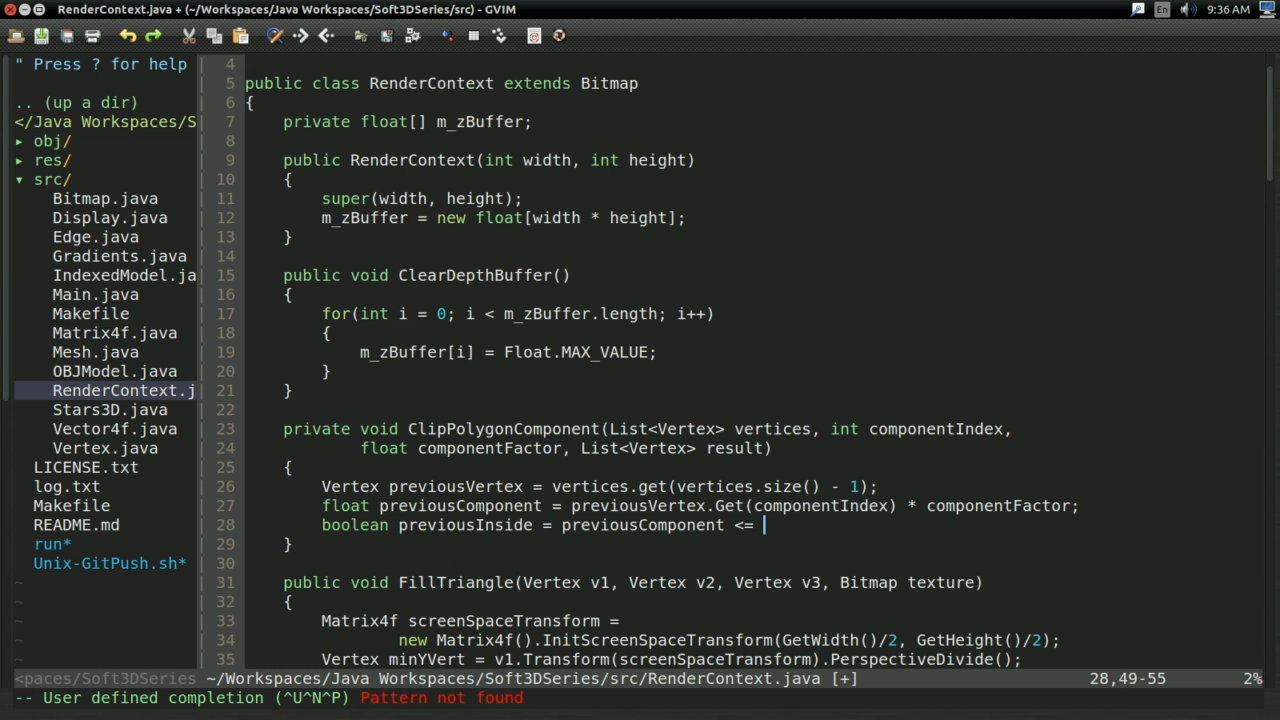 RenderContext.java + (~/Workspaces/Java Workspaces/Soft3DSeries/src) - GVIM
En
9:36 AM
" Press ? for help
.. (up a dir)
</Java Workspaces/S
▸ obj/
▸ res/
▾ src/
Bitmap.java
Display.java
Edge.java
Gradients.java
IndexedModel.ja
Main.java
Makefile
Matrix4f.java
Mesh.java
OBJModel.java
RenderContext.j
Stars3D.java
Vector4f.java
Vertex.java
LICENSE.txt
log.txt
Makefile
README.md
run*
Unix-GitPush.sh*
~
~
~
~
~
4
5 public class RenderContext extends Bitmap
6 {
7     private float[] m_zBuffer;
8
9     public RenderContext(int width, int height)
10     {
11         super(width, height);
12         m_zBuffer = new float[width * height];
13     }
14
15     public void ClearDepthBuffer()
16     {
17         for(int i = 0; i < m_zBuffer.length; i++)
18         {
19             m_zBuffer[i] = Float.MAX_VALUE;
20         }
21     }
22
23     private void ClipPolygonComponent(List<Vertex> vertices, int componentIndex,
24             float componentFactor, List<Vertex> result)
25     {
26         Vertex previousVertex = vertices.get(vertices.size() - 1);
27         float previousComponent = previousVertex.Get(componentIndex) * componentFactor;
28         boolean previousInside = previousComponent <=
29     }
30
31     public void FillTriangle(Vertex v1, Vertex v2, Vertex v3, Bitmap texture)
32     {
33         Matrix4f screenSpaceTransform =
34                 new Matrix4f().InitScreenSpaceTransform(GetWidth()/2, GetHeight()/2);
35         Vertex minYVert = v1.Transform(screenSpaceTransform).PerspectiveDivide();
<paces/Soft3DSeries ~/Workspaces/Java Workspaces/Soft3DSeries/src/RenderContext.java [+] 28,49-55 2%
-- User defined completion (^U^N^P) Pattern not found